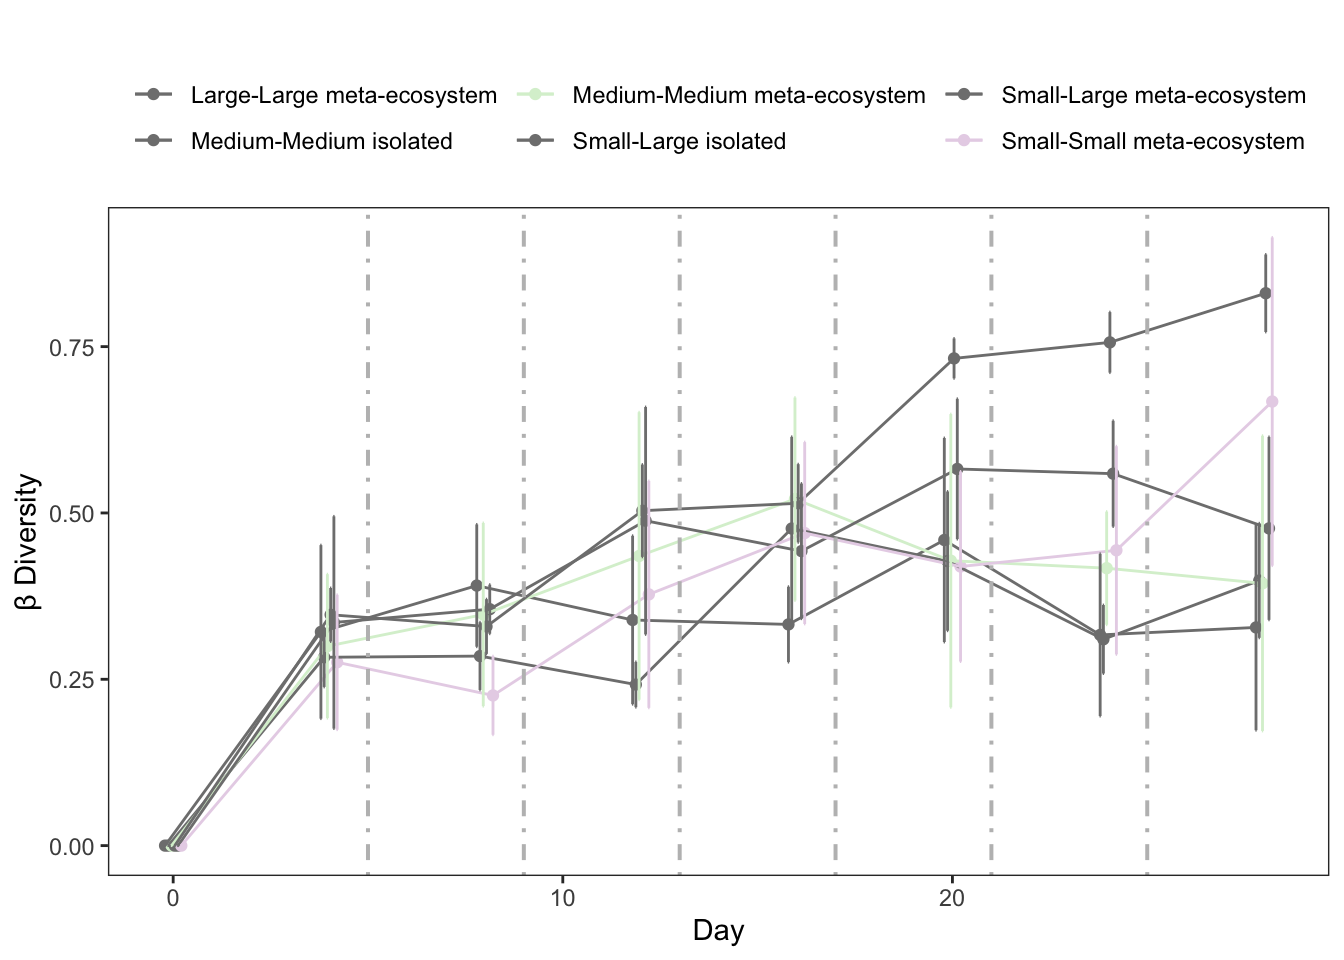 Large-Large meta-ecosystem Medium-Medium meta-ecosystem Small-Large meta-ecosystem
Medium-Medium isolated Small-Large isolated Small-Small meta-ecosystem
0.75
0.50
0.25
0.00
β Diversity
0 10 20
Day